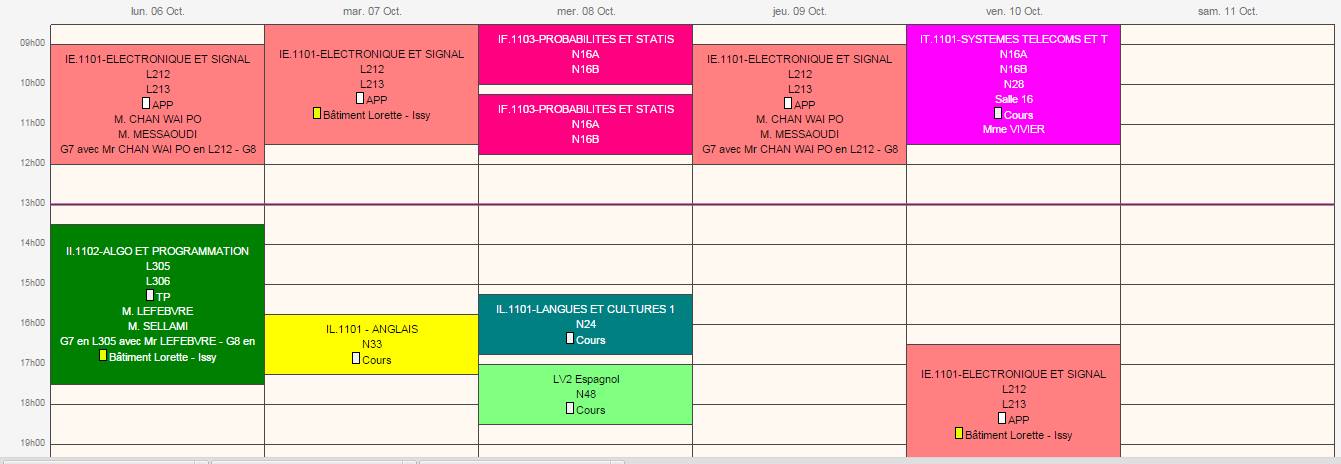 lun. 06 Oct.
mar. 07 Oct.
mer. 08 Oct.
jeu. 09 Oct.
ven. 10 Oct.
sam. 11 Oct.
09h00
10h00
11h00
12h00
13h00
14h00
15h00
16h00
17h00
18h00
19h00
IE.1101-ELECTRONIQUE ET SIGNAL
L212
L213
APP
M. CHAN WAI PO
M. MESSAOUDI
G7 avec Mr CHAN WAI PO en L212 - G8
II.1102-ALGO ET PROGRAMMATION
L305
L306
TP
M. LEFEBVRE
M. SELLAMI
G7 en L305 avec Mr LEFEBVRE - G8 en
Bâtiment Lorette - Issy
IE.1101-ELECTRONIQUE ET SIGNAL
L212
L213
APP
Bâtiment Lorette - Issy
IL.1101 - ANGLAIS
N33
Cours
IF.1103-PROBABILITES ET STATIS
N16A
N16B
IF.1103-PROBABILITES ET STATIS
N16A
N16B
IL.1101-LANGUES ET CULTURES 1
N24
Cours
LV2 Espagnol
N48
Cours
IE.1101-ELECTRONIQUE ET SIGNAL
L212
L213
APP
M. CHAN WAI PO
M. MESSAOUDI
G7 avec Mr CHAN WAI PO en L212 - G8
IT.1101-SYSTEMES TELECOMS ET T
N16A
N16B
N28
Salle 16
Cours
Mme VIVIER
IE.1101-ELECTRONIQUE ET SIGNAL
L212
L213
APP
Bâtiment Lorette - Issy